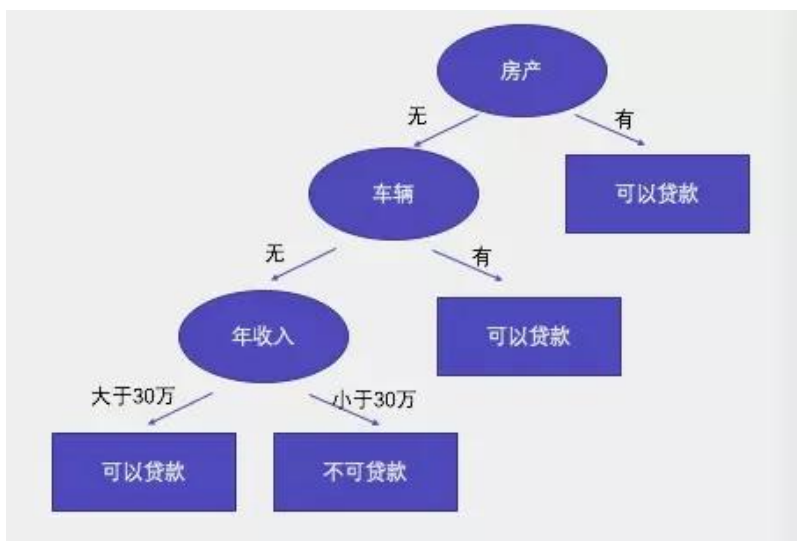 房产
无
有
车辆
可以贷款
无
有
年收入
可以贷款
大于30万
小于30万
可以贷款
不可贷款